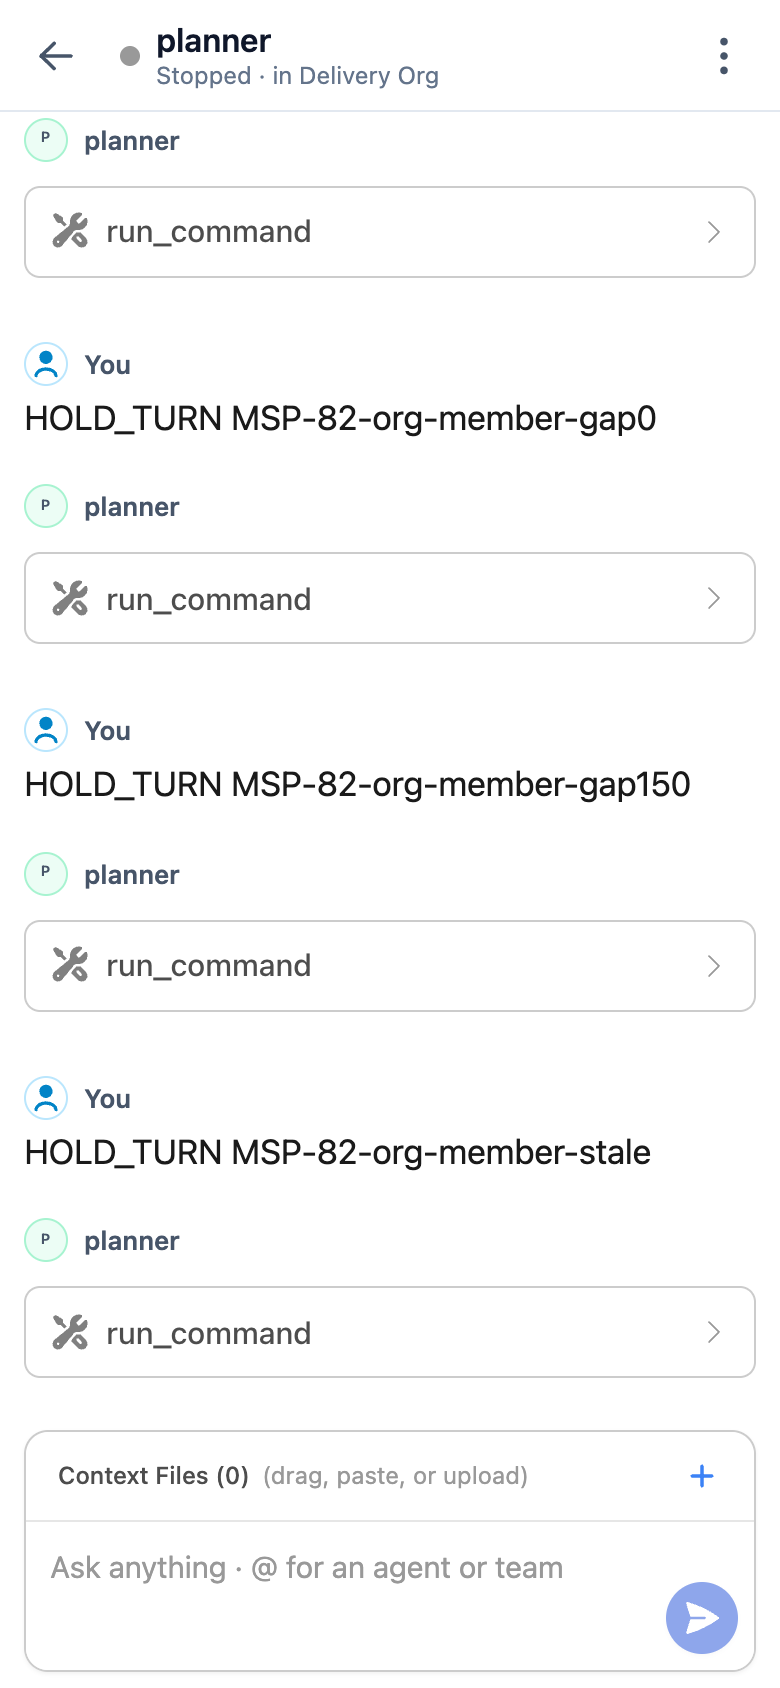 planner
Stopped · in Delivery Org
P planner
run_command
You
HOLD_TURN MSP-82-org-member-gap0
P planner
run_command
You
HOLD_TURN MSP-82-org-member-gap150
P planner
run_command
You
HOLD_TURN MSP-82-org-member-stale
P planner
run_command
Context Files (0) (drag, paste, or upload)
Ask anything · @ for an agent or team